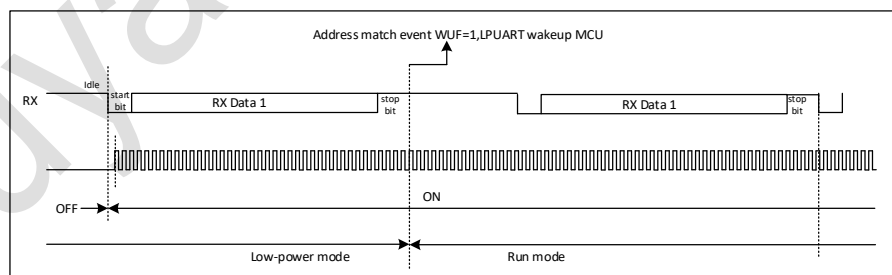 Address match event WUF=1,LPUART wakeup MCU
Idle
RX
start
bit
RX Data 1
stop
bit
RX Data 1
stop
bit
OFF
ON
Low-power mode
Run mode